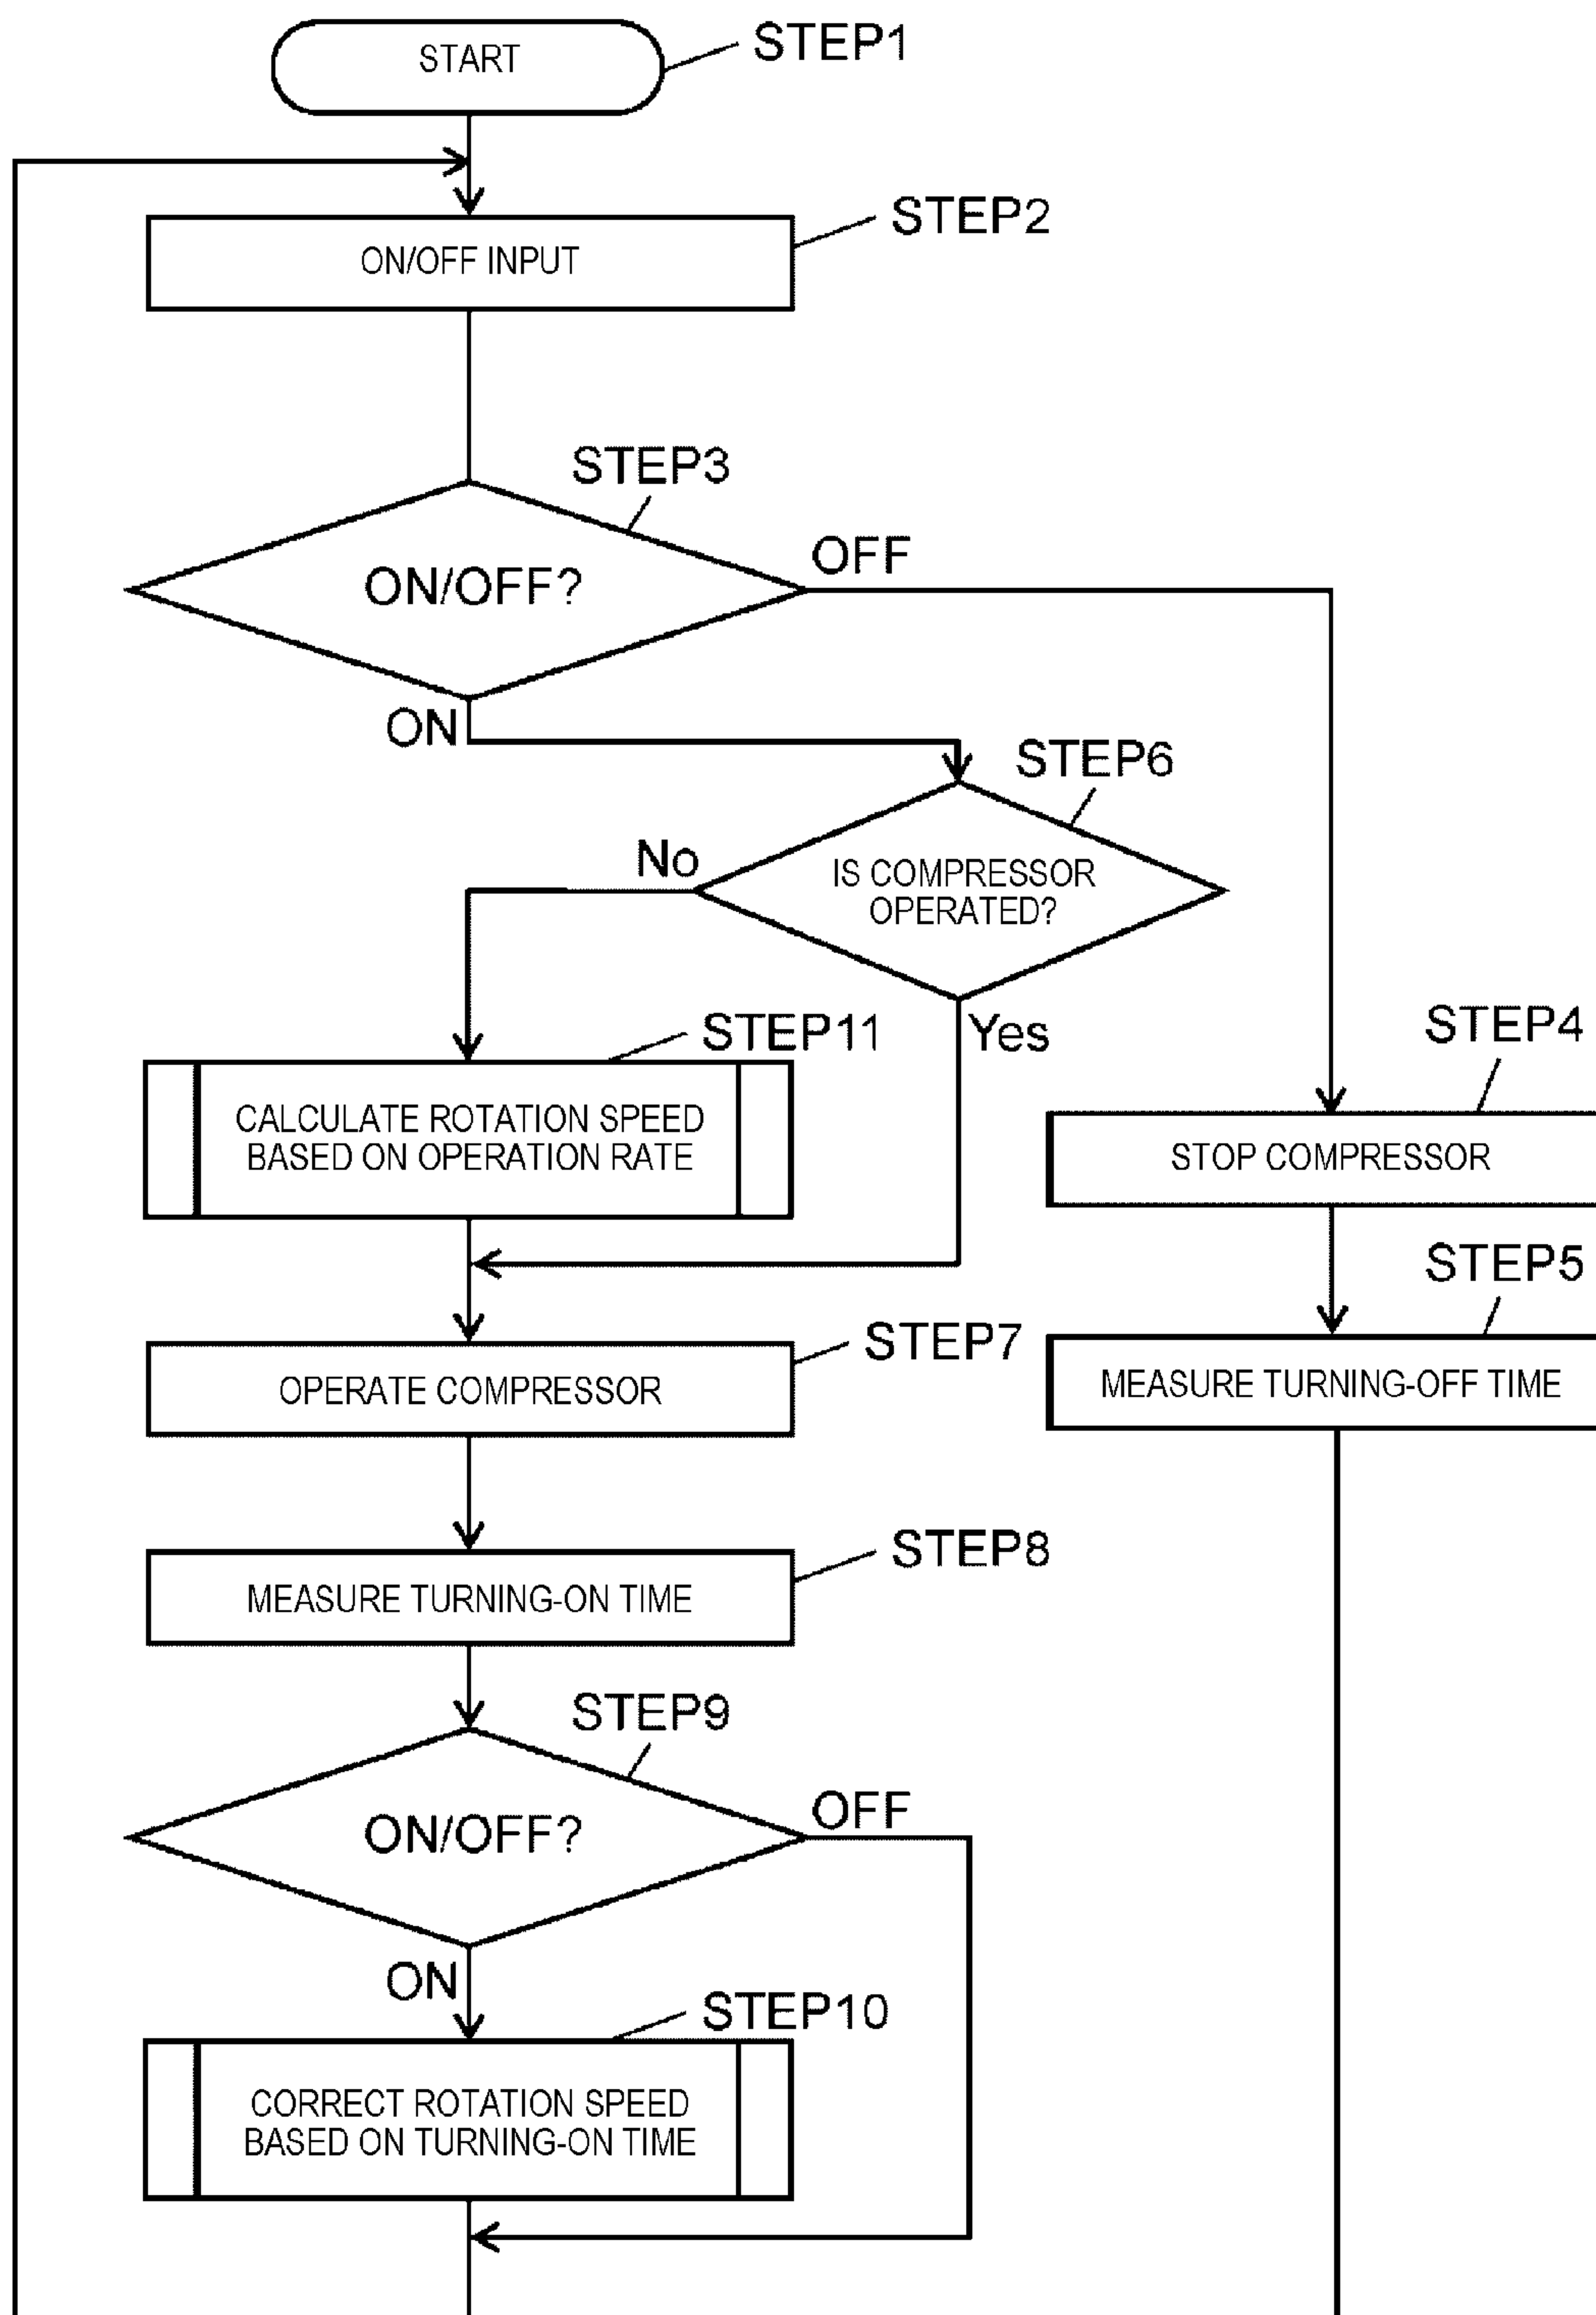 START
STEP1
STEP2
ON/OFF INPUT
STEP3
ON/OFF?
OFF
ON
STEP6
No
IS COMPRESSOR
OPERATED?
Yes
STEP11
CALCULATE ROTATION SPEED
BASED ON OPERATION RATE
STEP4
STOP COMPRESSOR
STEP5
MEASURE TURNING-OFF TIME
STEP7
OPERATE COMPRESSOR
STEP8
MEASURE TURNING-ON TIME
STEP9
ON/OFF?
OFF
ON
STEP10
CORRECT ROTATION SPEED
BASED ON TURNING-ON TIME